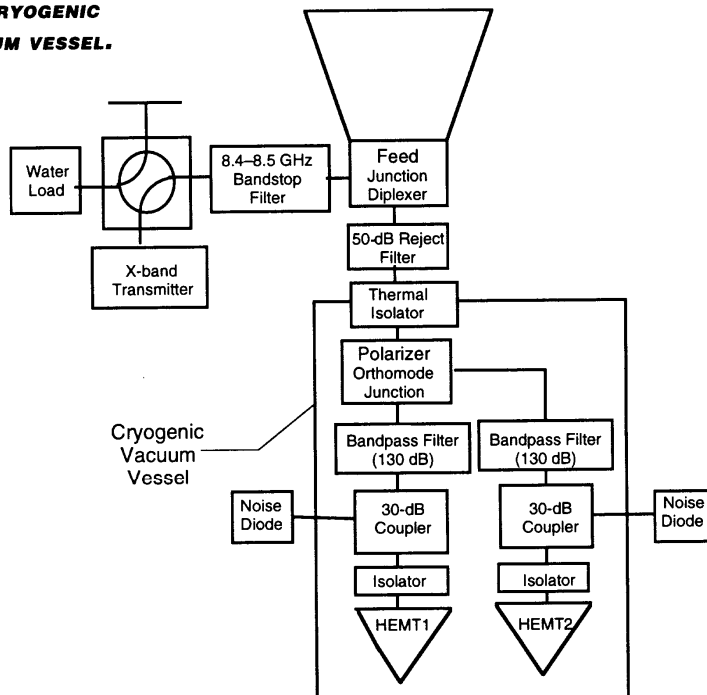 RYOGENIC
UM VESSEL.
Water
Load
8.4–8.5 GHz
Bandstop
Filter
Feed
Junction
Diplexer
X-band
Transmitter
50-dB Reject
Filter
Thermal
Isolator
Polarizer
Orthomode
Junction
Cryogenic
Vacuum
Vessel
Bandpass Filter
(130 dB)
Bandpass Filter
(130 dB)
Noise
Diode
30-dB
Coupler
30-dB
Coupler
Noise
Diode
Isolator
Isolator
HEMT1
HEMT2